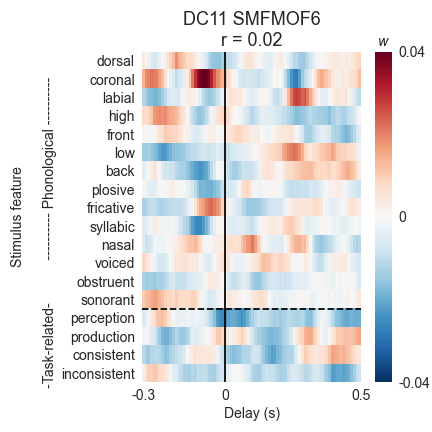 DC11 SMFMOF6
r = 0.02
w
0.04
0
-0.04
Stimulus feature
---------- Phonological ----------
-Task-related-
dorsal
coronal
labial
high
front
low
back
plosive
fricative
syllabic
nasal
voiced
obstruent
sonorant
perception
production
consistent
inconsistent
-0.3
0
0.5
Delay (s)